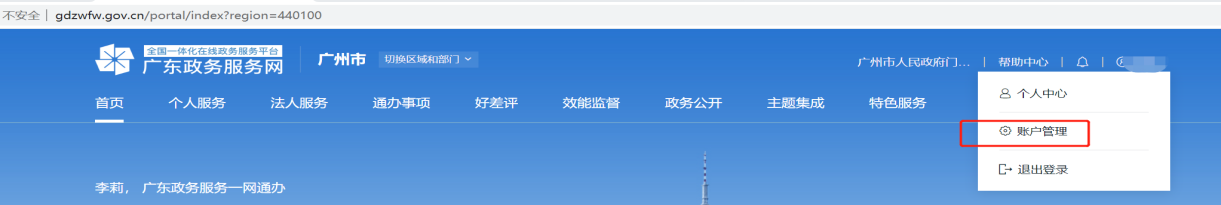 不安全 | gdzwfw.gov.cn/portal/index?region=440100
全国一体化在线政务服务平台
广东政务服务网 广州市 切换区域和部门 广州市人民政府门... | 帮助中心 |
首页 个人服务 法人服务 通办事项 好差评 效能监督 政务公开 主题集成 特色服务
个人中心
账户管理
退出登录
李莉， 广东政务服务一网通办